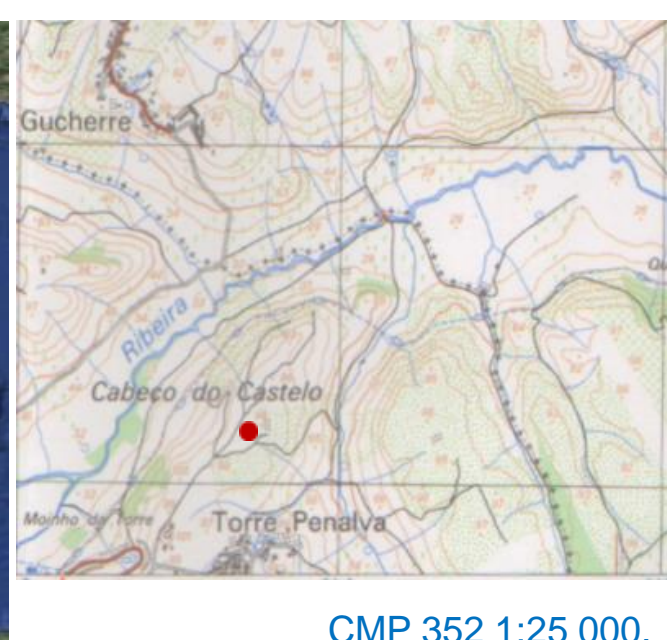 Gucherre
Ribeira
Cabeço do Castelo
Moinho da Torre
Torre Penalva
CMP 352 1:25 000.